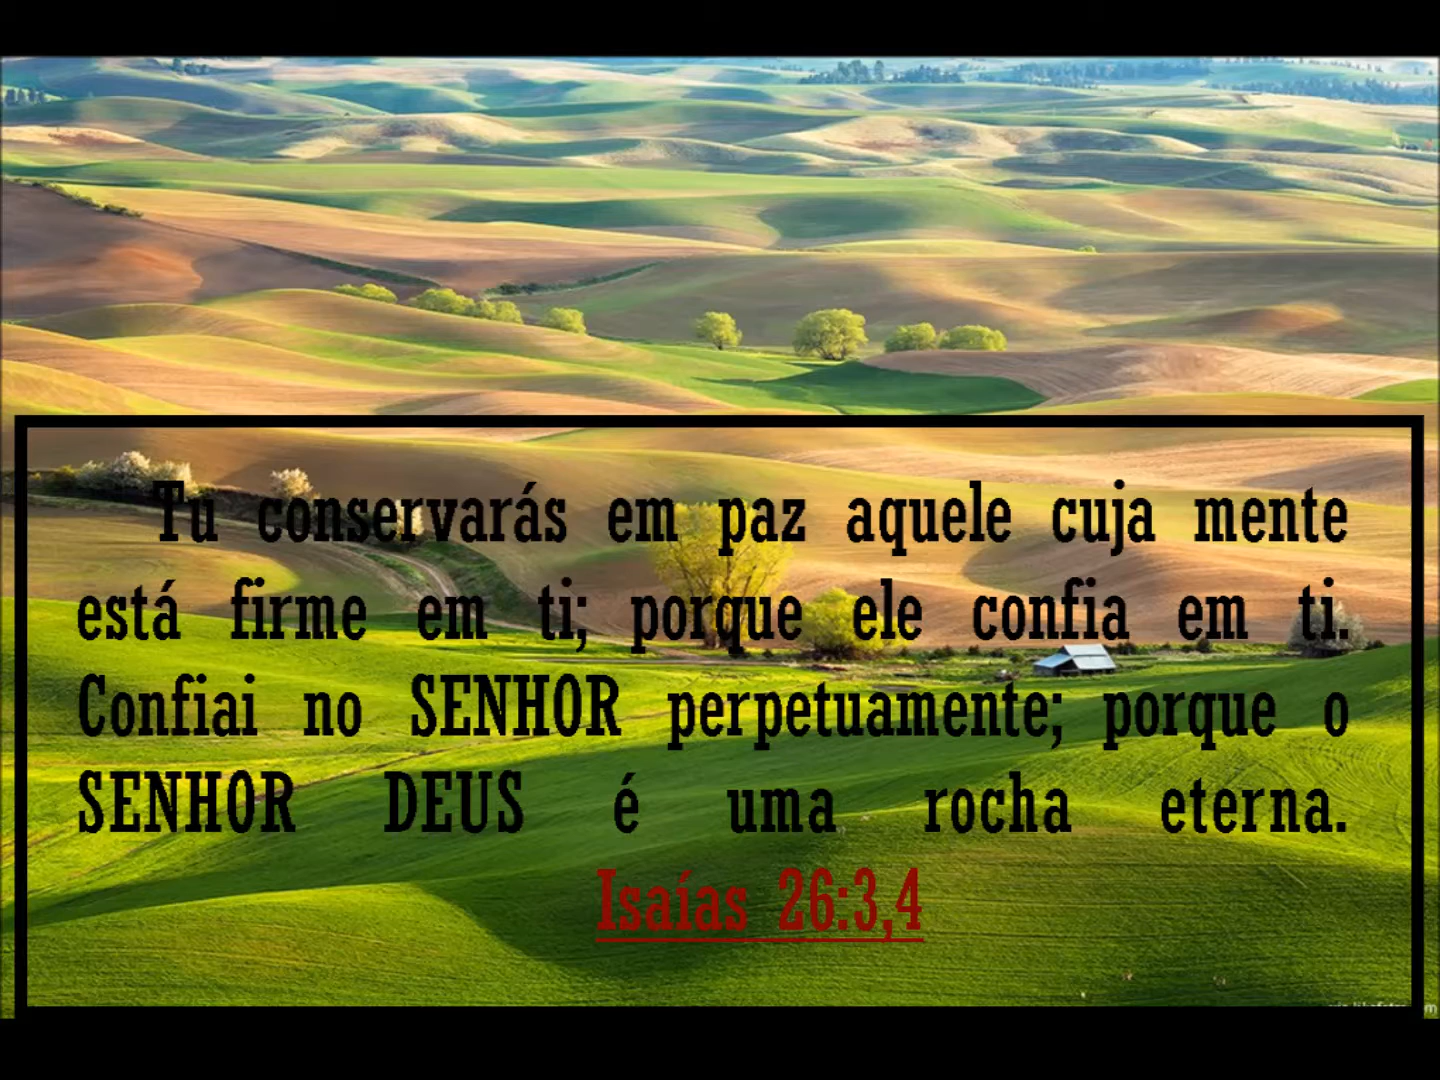 Tu conservarás em paz aquele cuja mente
está firme em ti; porque ele confia em ti.
Confiai no SENHOR perpetuamente; porque o
SENHOR DEUS é uma rocha eterna.
Isaías 26:3,4